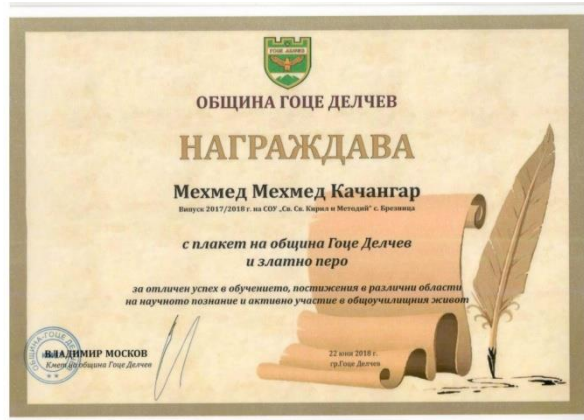 ГОЦЕ ДЕЛЧЕВ
ОБЩИНА ГОЦЕ ДЕЛЧЕВ
НАГРАЖДАВА
Мехмед Мехмед Качангар
Випуск 2017/2018 г. на СОУ „Св. Св. Кирил и Методий" с. Брезница
с плакет на община Гоце Делчев
и златно перо
за отличен успех в обучението, постижения в различни области
на научното познание и активно участие в общоучилищния живот
ВЛАДИМИР МОСКОВ
Кмет на община Гоце Делчев
22 юни 2018 г.
гр.Гоце Делчев